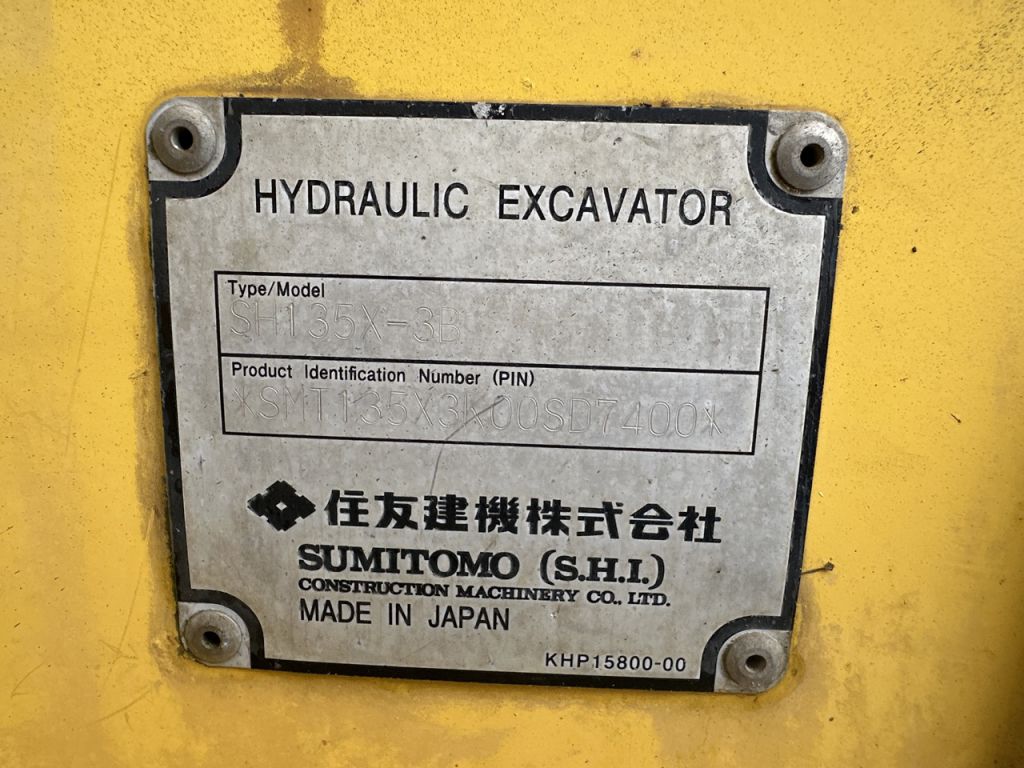 HYDRAULIC EXCAVATOR
Type/Model
SH135X-3B
Product Identification Number (PIN)
*SMT135X3K00SD7400*
住友建機株式会社
SUMITOMO (S.H.I.)
CONSTRUCTION MACHINERY CO., LTD.
MADE IN JAPAN
KHP15800-00